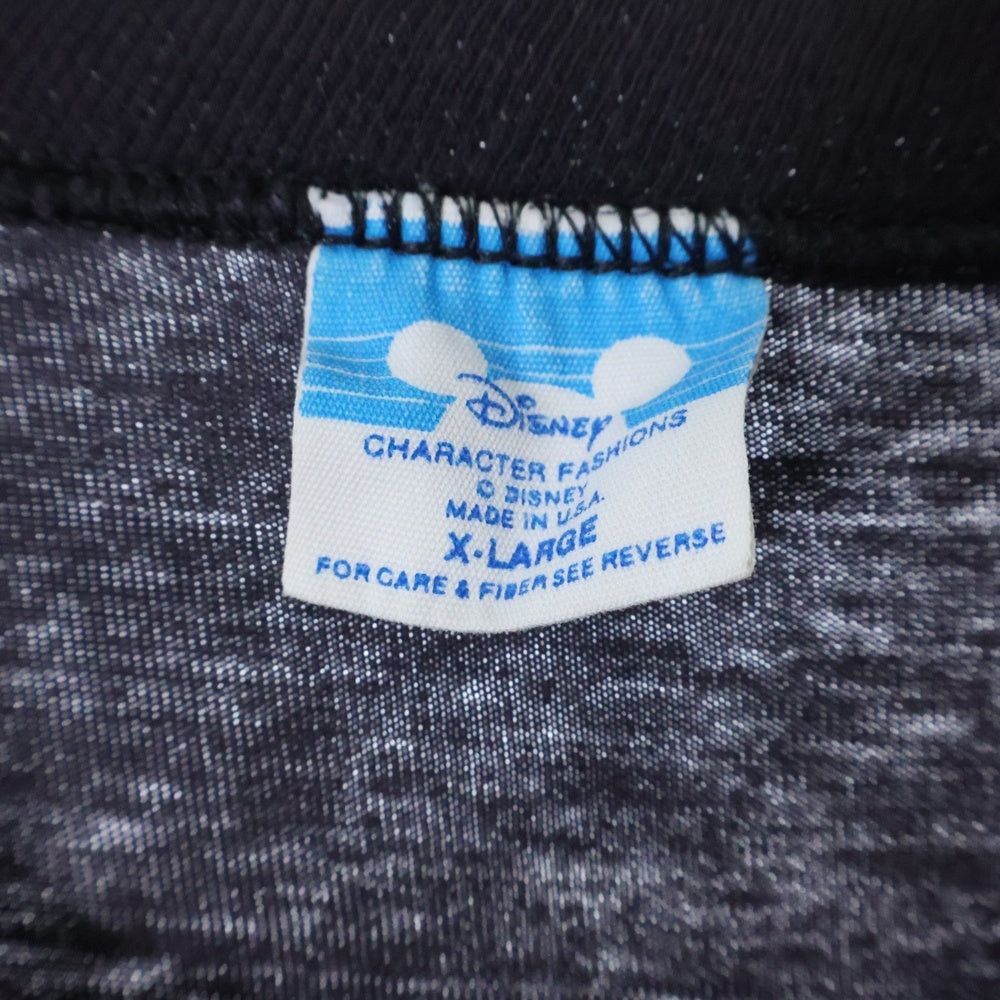 Disney
CHARACTER FASHIONS
© DISNEY
MADE IN U.S.A.
X-LARGE
FOR CARE & FIBER SEE REVERSE